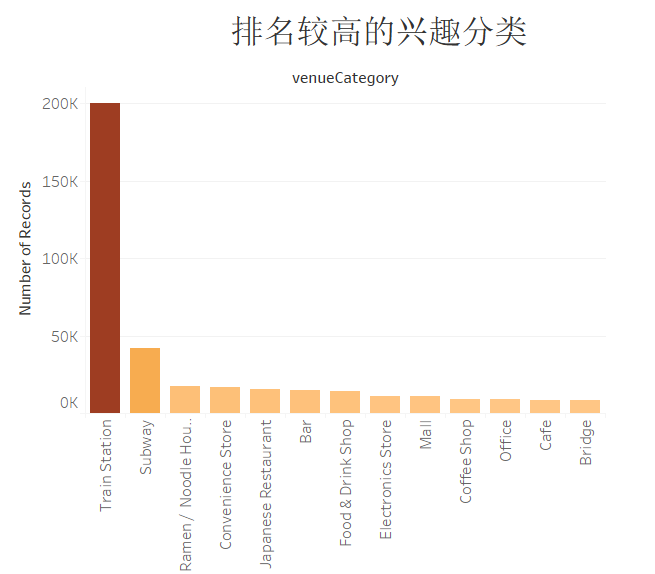 排名较高的兴趣分类
venueCategory
Number of Records
200K
150K
100K
50K
0K
Train Station
Subway
Ramen / Noodle Hou..
Convenience Store
Japanese Restaurant
Bar
Food & Drink Shop
Electronics Store
Mall
Coffee Shop
Office
Cafe
Bridge